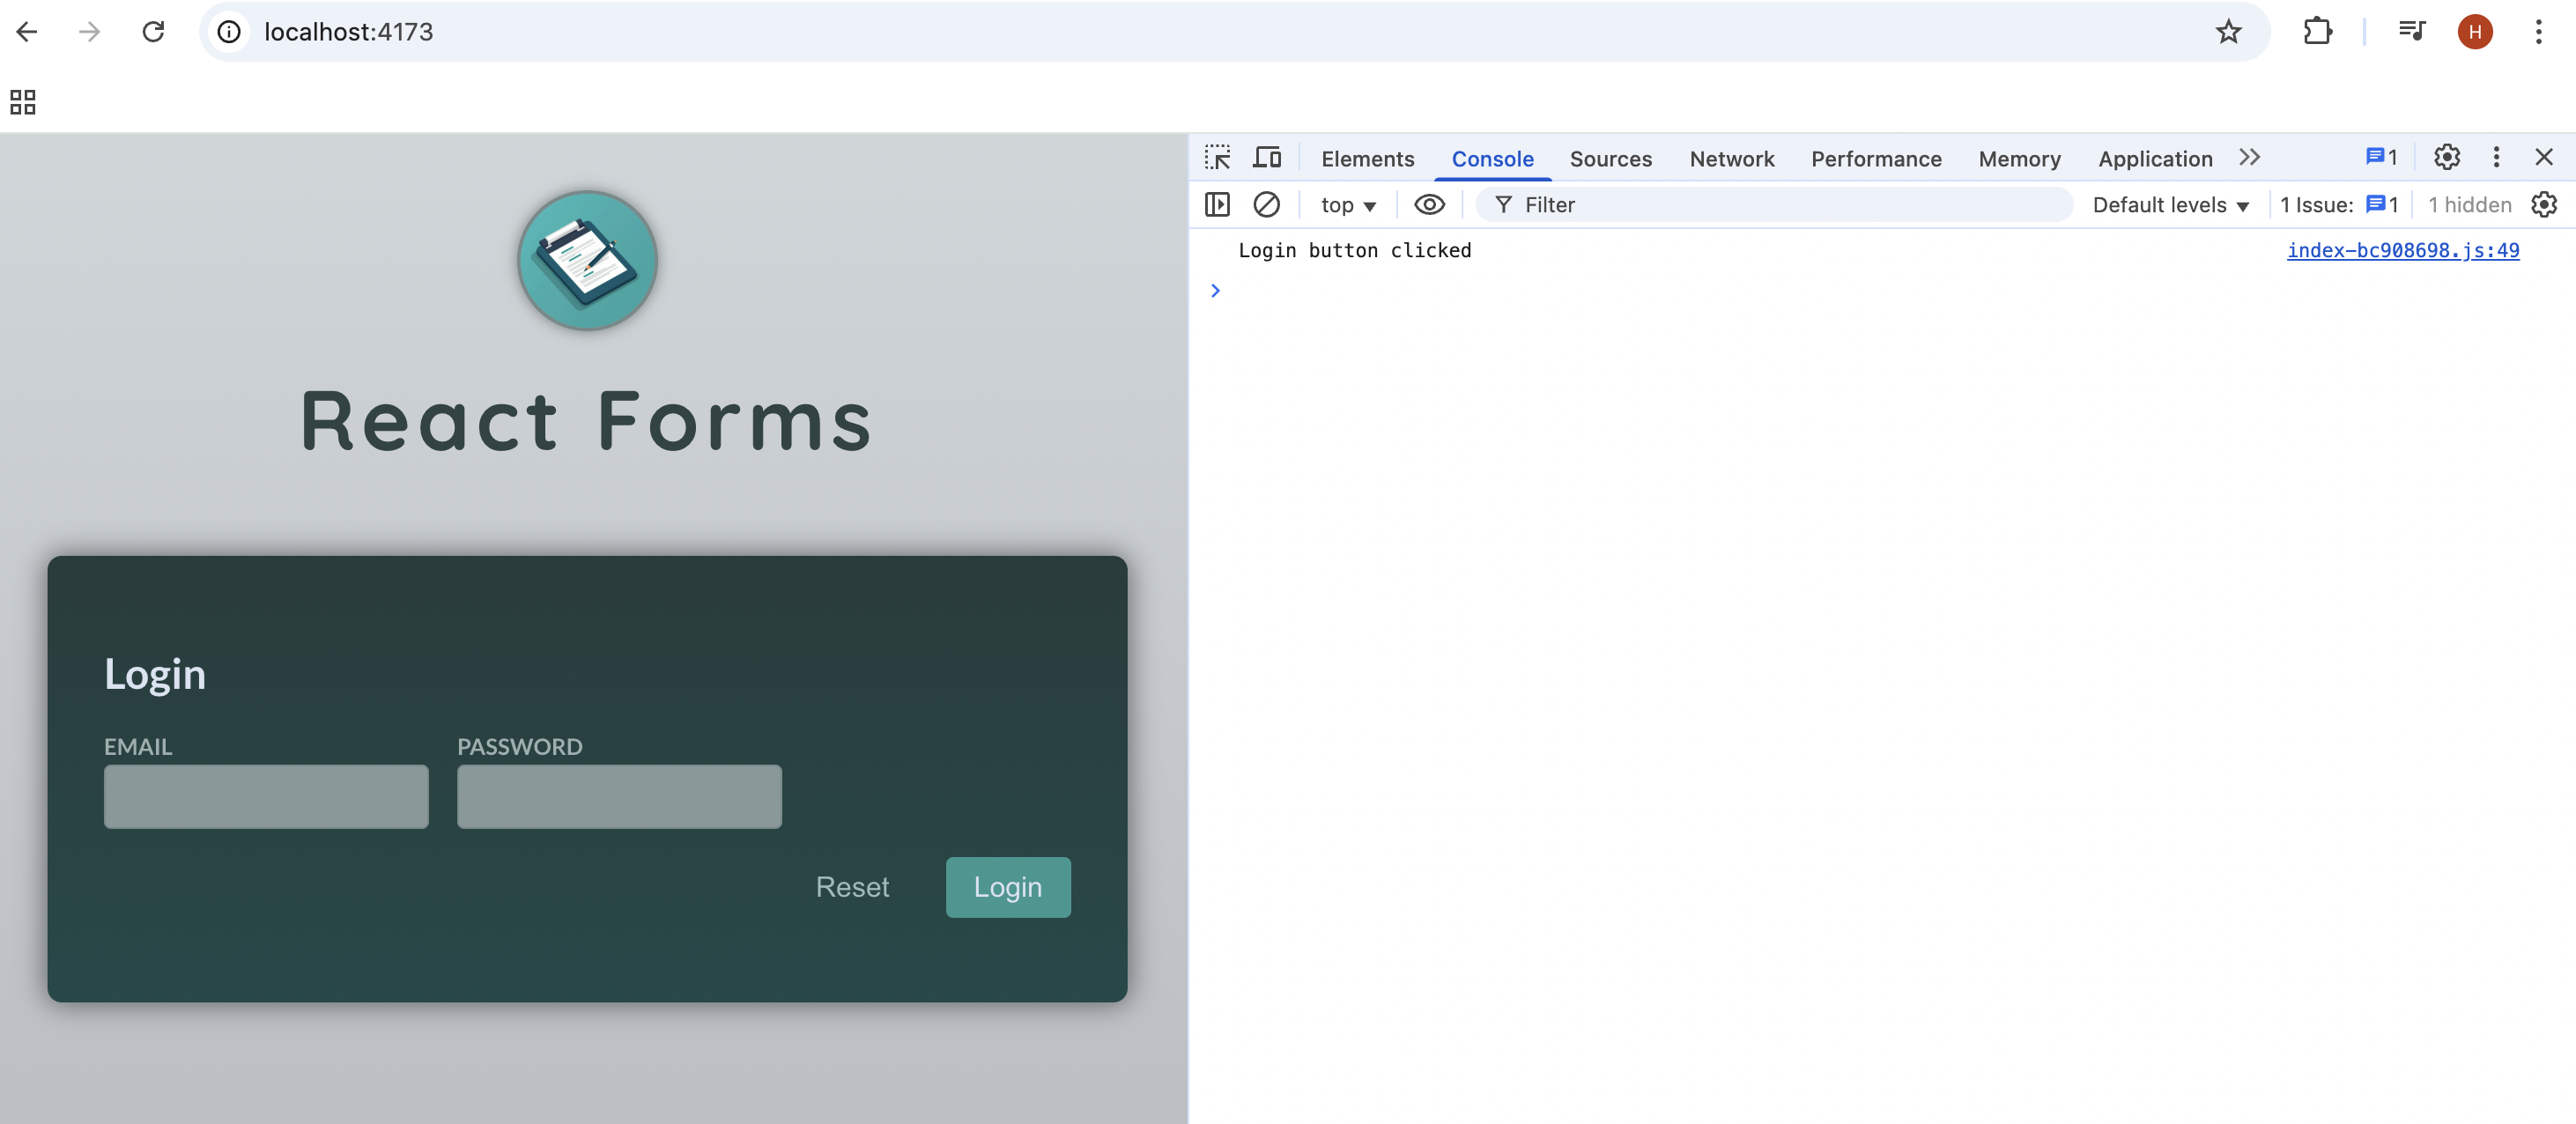 localhost:4173
H
Elements Console Sources Network Performance Memory Application 1
top Filter Default levels 1 Issue: 1 1 hidden
Login button clicked index-bc908698.js:49
React Forms
Login
EMAIL PASSWORD
Reset Login